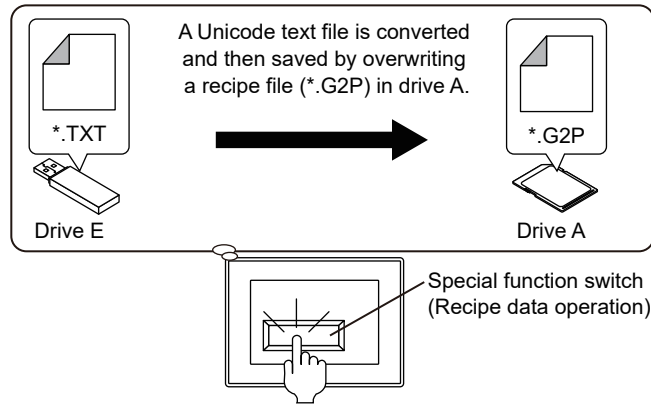 A Unicode text file is converted
and then saved by overwriting
a recipe file (*.G2P) in drive A.
*.TXT
*.G2P
Drive E
Drive A
Special function switch
(Recipe data operation)